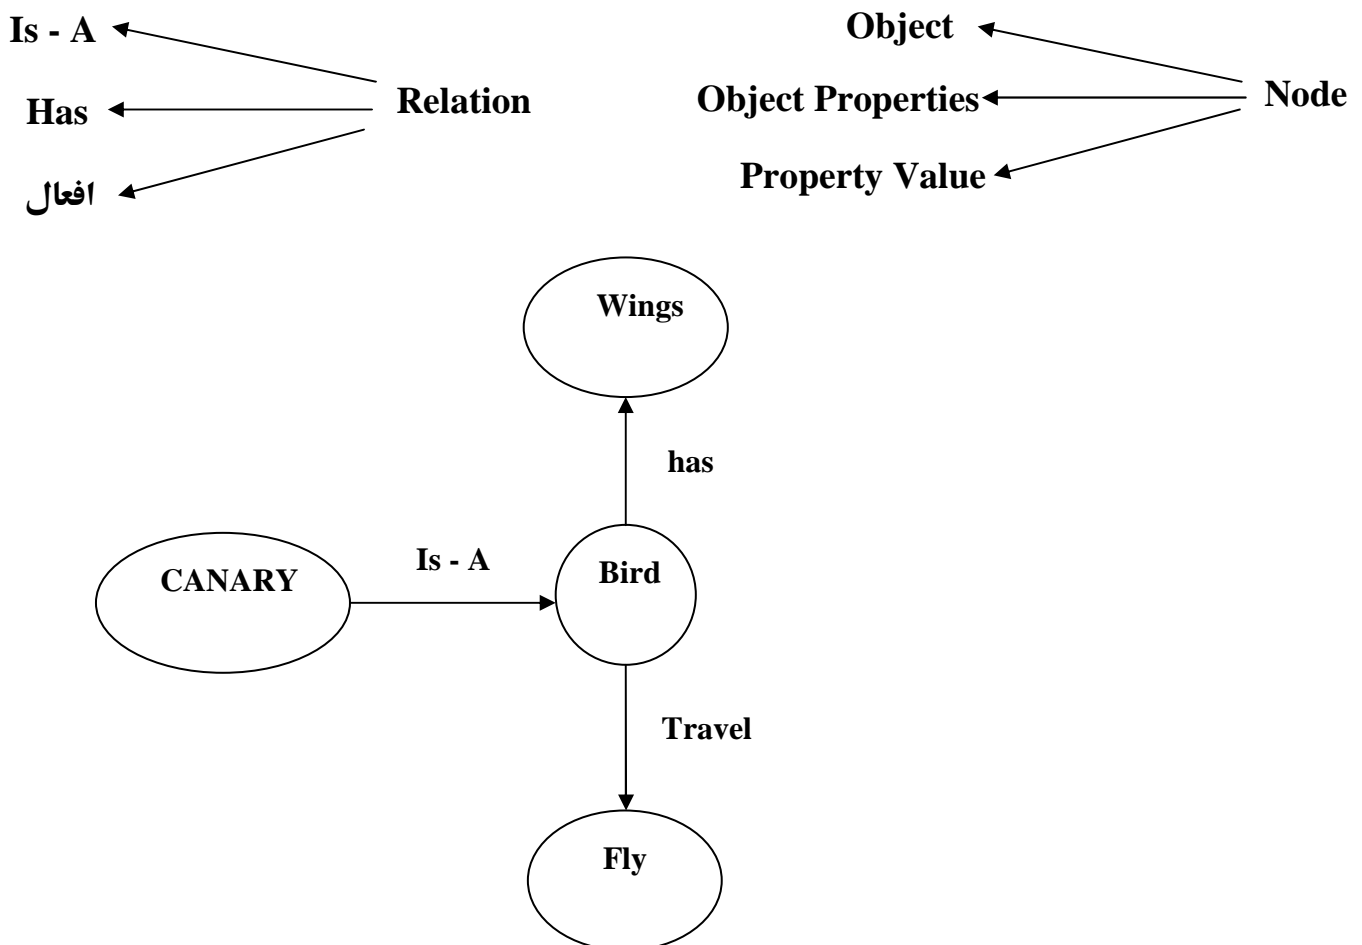 Is - A
Has
افعال
Relation
Object
Object Properties
Property Value
Node
Wings
has
CANARY
Is - A
Bird
Travel
Fly